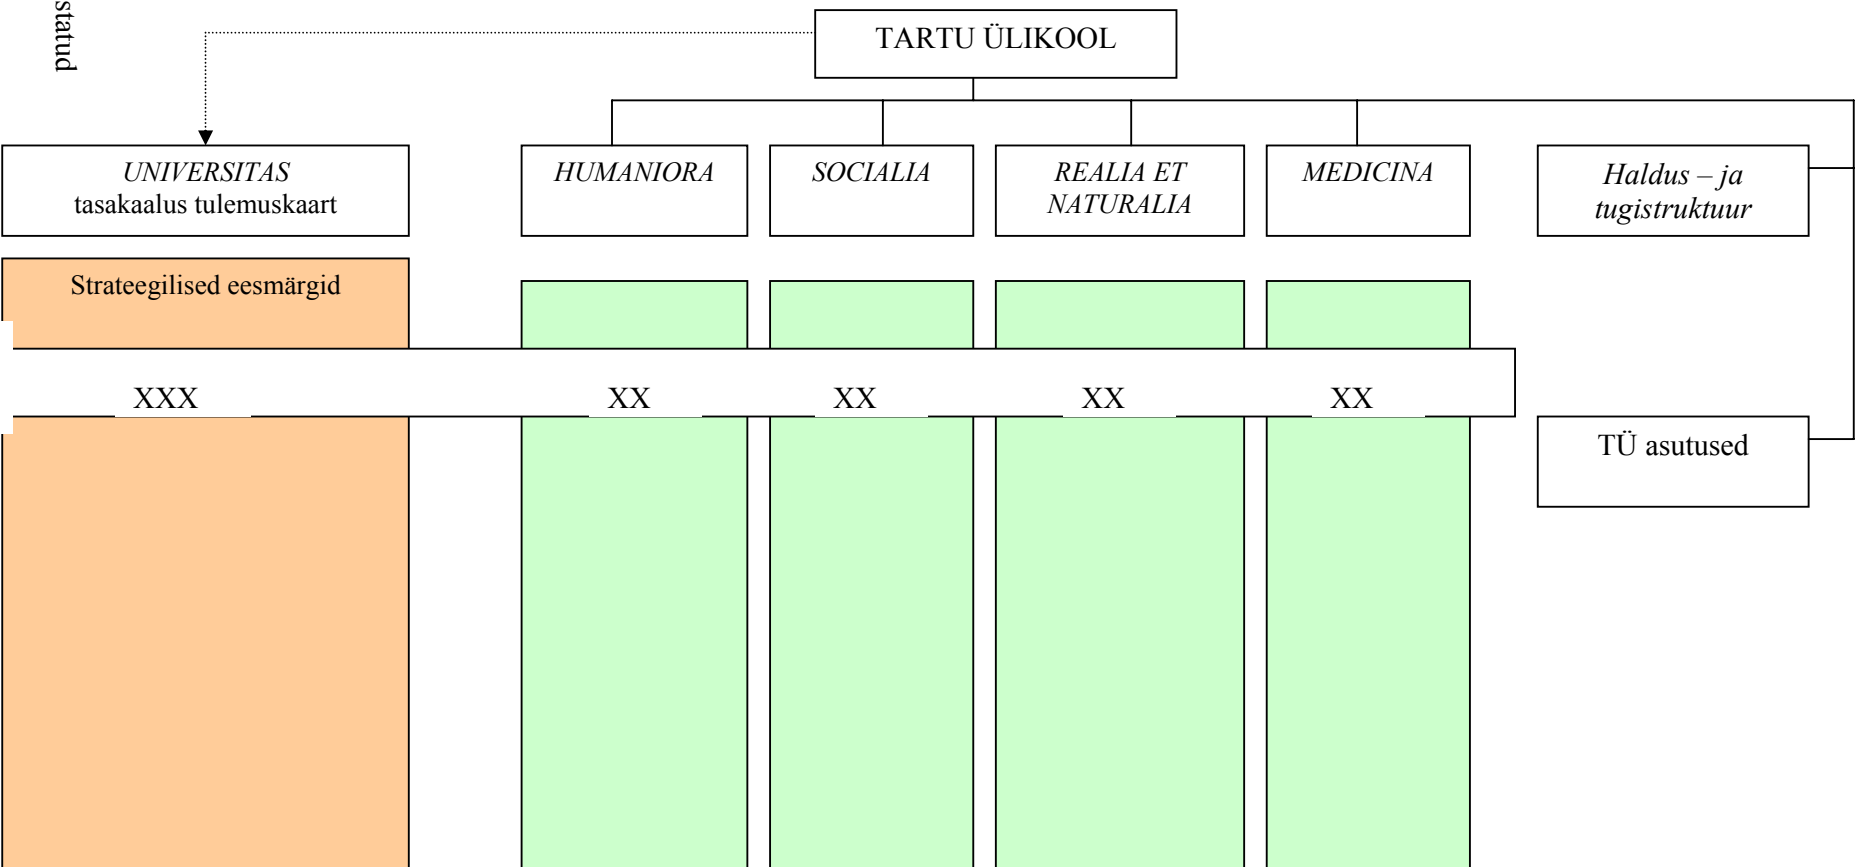 statud
TARTU ÜLIKOOL
UNIVERSITAS
tasakaalus tulemuskaart
HUMANIORA
SOCIALIA
REALIA ET
NATURALIA
MEDICINA
Haldus – ja
tugistruktuur
Strateegilised eesmärgid
XXX
XX
XX
XX
XX
TÜ asutused